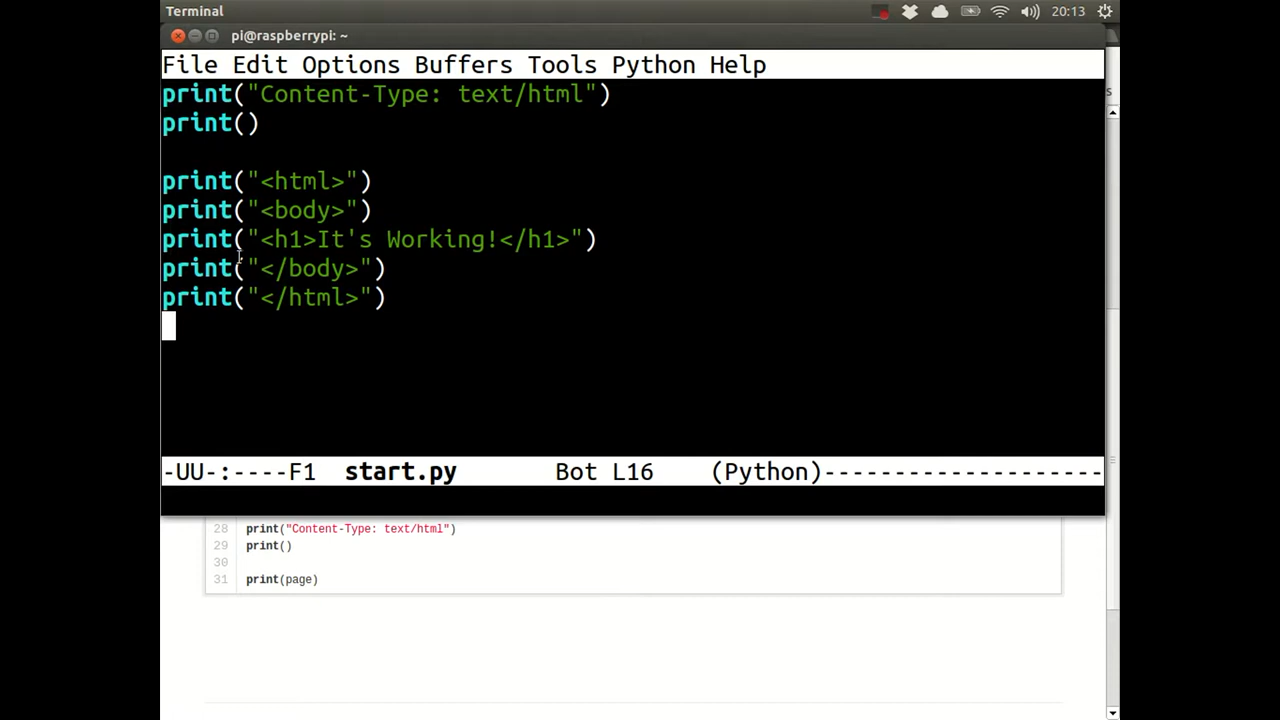 Terminal
20:13
pi@raspberrypi: ~
File Edit Options Buffers Tools Python Help
print("Content-Type: text/html")
print()
print("<html>")
print("<body>")
print("<h1>It's Working!</h1>")
print("</body>")
print("</html>")
-UU-:----F1  start.py       Bot L16    (Python)--------------------
28 print("Content-Type: text/html")
29 print()
30
31 print(page)
s